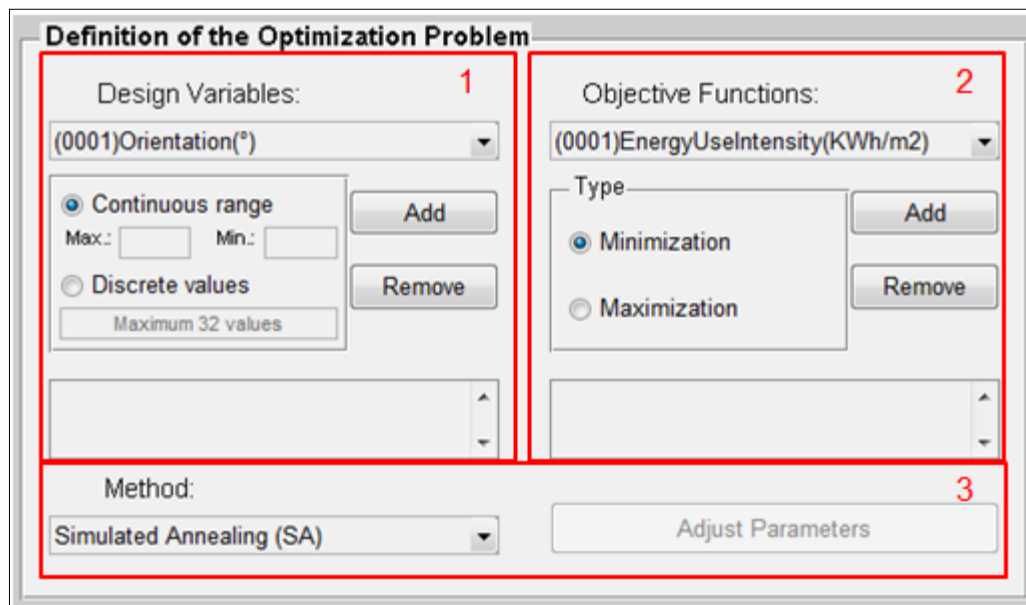 Definition of the Optimization Problem
1
Design Variables:
(0001)Orientation(°)
Continuous range
Max.: Min.:
Discrete values
Maximum 32 values
Add
Remove
2
Objective Functions:
(0001)EnergyUseIntensity(KWh/m2)
Type
Minimization
Maximization
Add
Remove
3
Method:
Simulated Annealing (SA)
Adjust Parameters